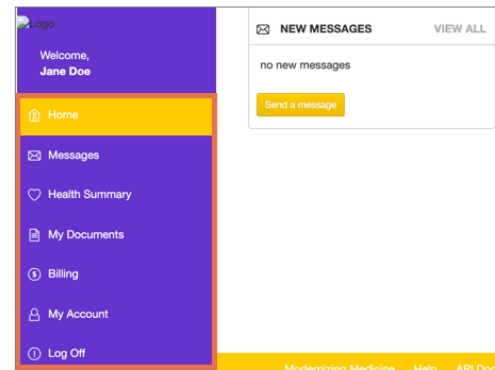 Logo
Welcome,
Jane Doe
Home
Messages
Health Summary
My Documents
Billing
My Account
Log Off
NEW MESSAGES VIEW ALL
no new messages
Send a message
Modernizing Medicine Help API Doc